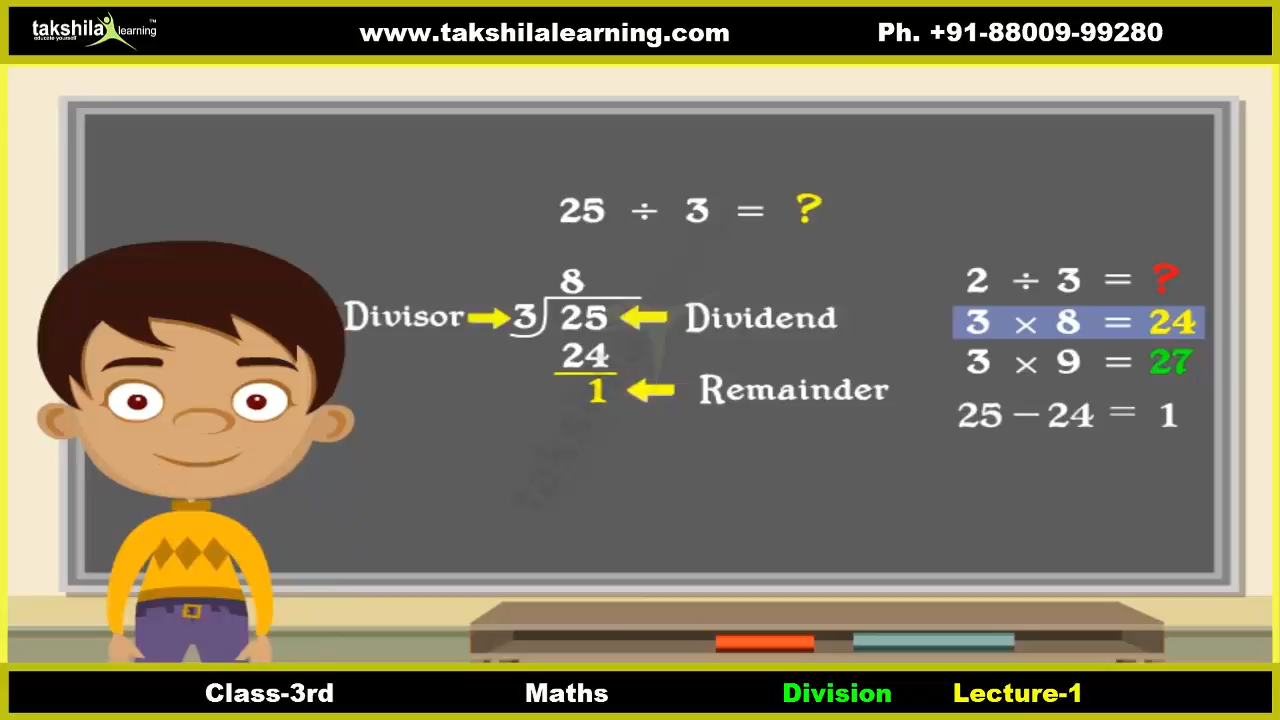 takshila learning ™
educate yourself
www.takshilalearning.com
Ph. +91-88009-99280
25 ÷ 3 = ?
8
Divisor 3 25 Dividend
24
1 Remainder
2 ÷ 3 = ?
3 × 8 = 24
3 × 9 = 27
25 – 24 = 1
Class-3rd Maths Division Lecture-1